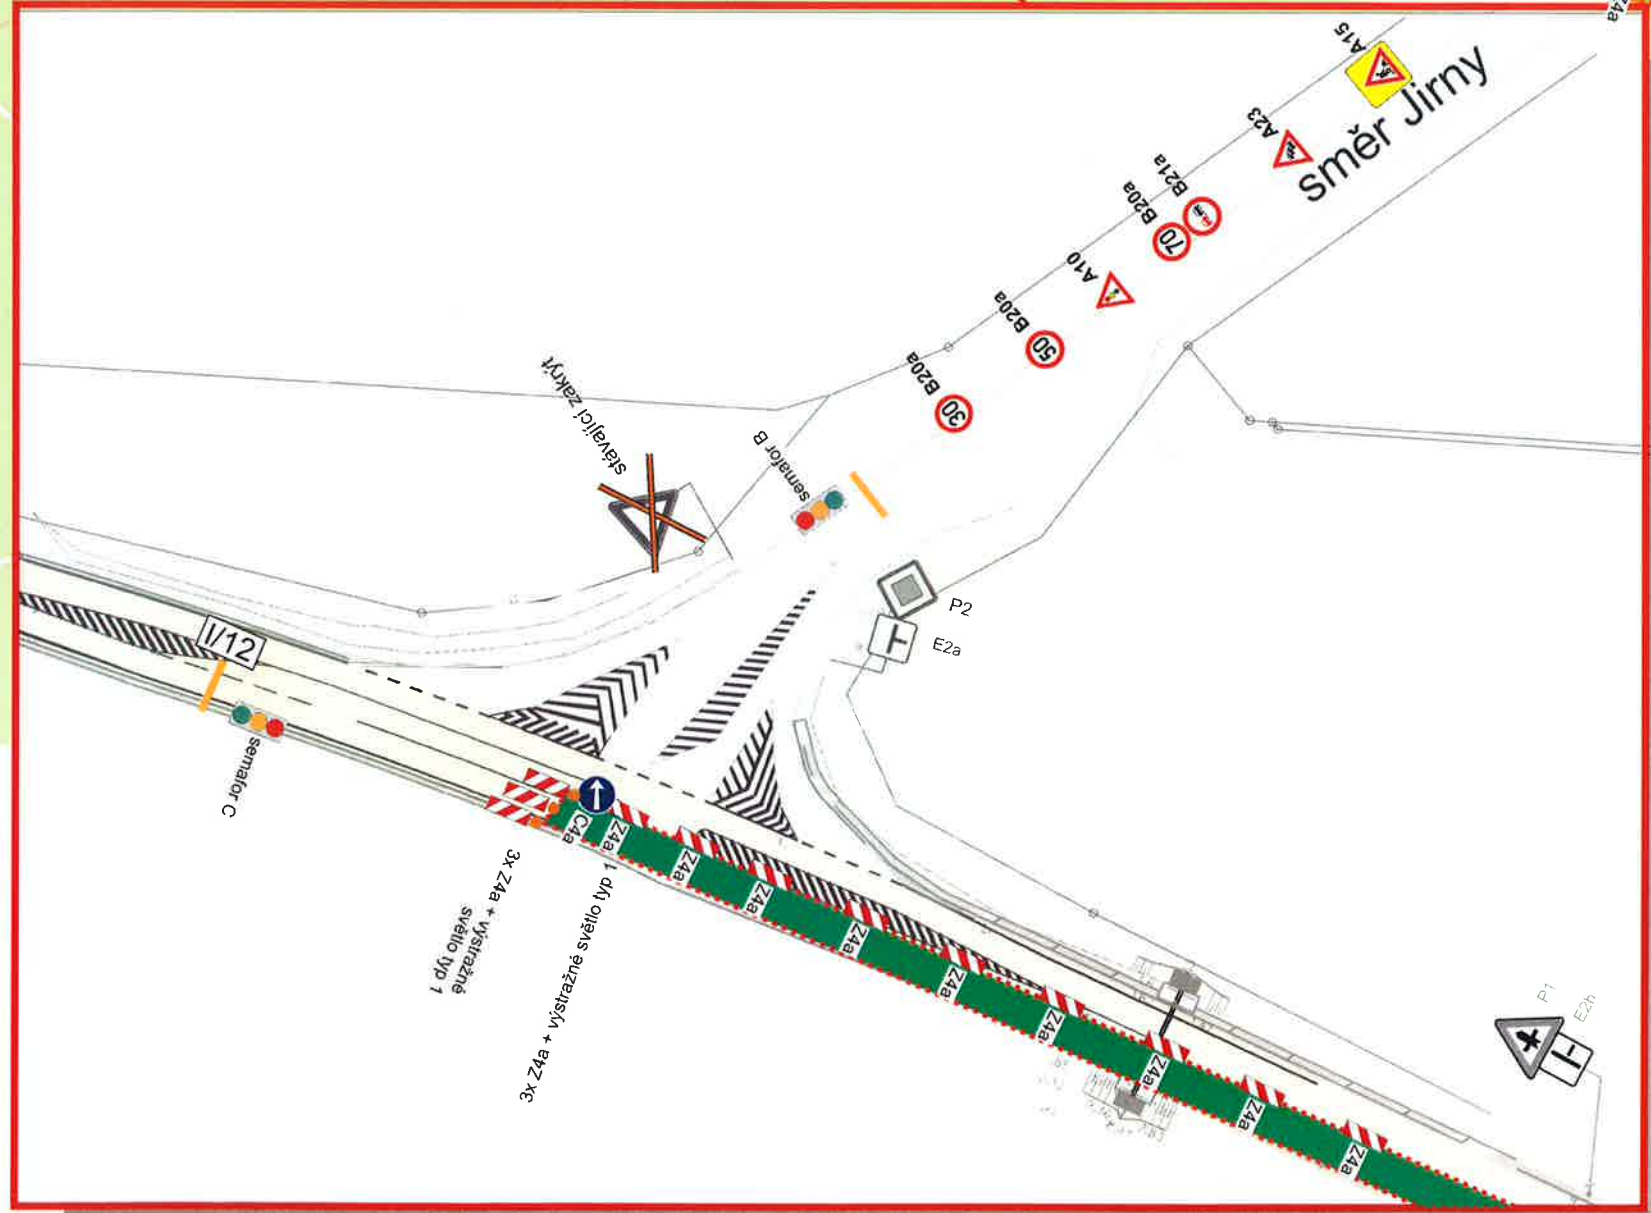 Z4a
A15
směr Jirny
A23
B21a
B20a
70
A10
B20a
50
B20a
30
stávající zakrýt
semafor B
P2
E2a
I/12
semafor C
C4a
Z4a
Z4a
Z4a
Z4a
Z4a
Z4a
Z4a
Z4a
Z4a
3x Z4a + výstražné
světlo typ 1
3x Z4a + výstražné světlo typ 1
P1
E2b